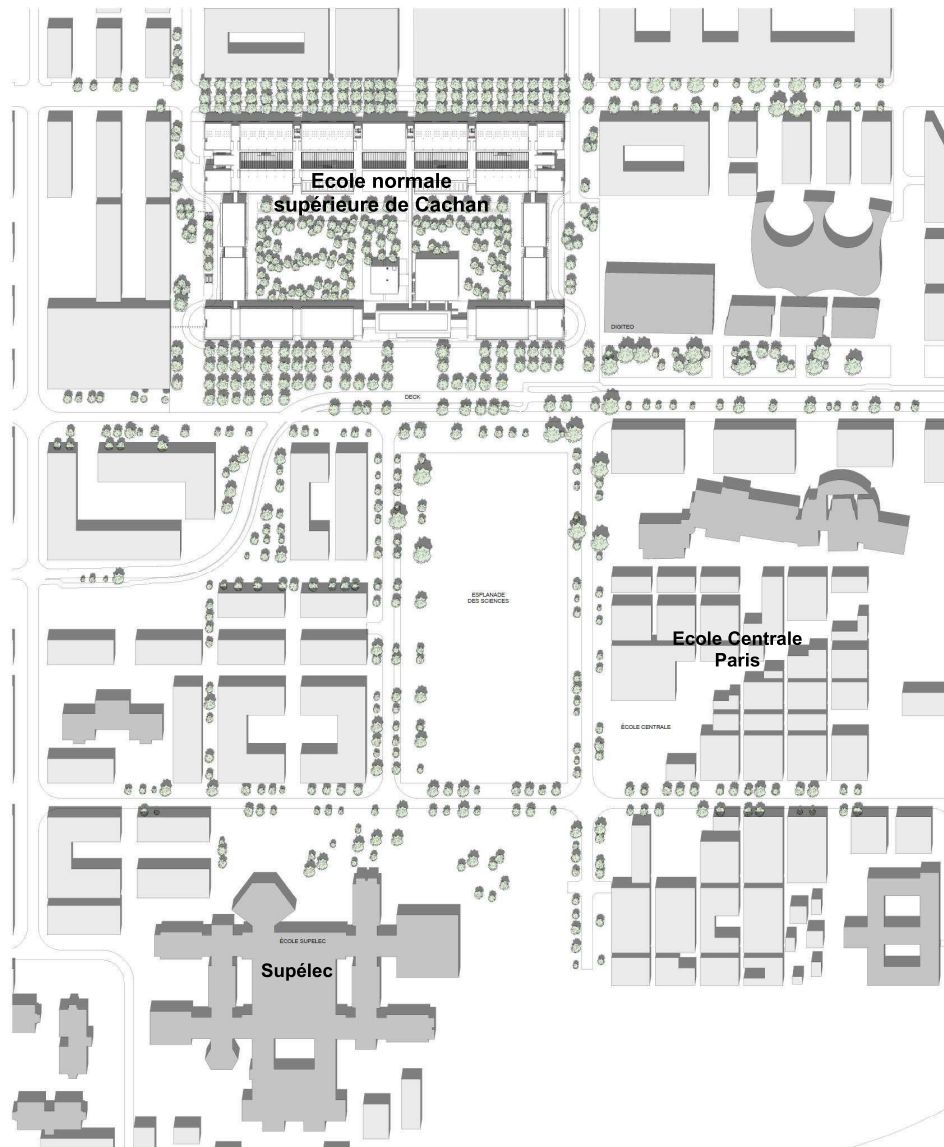 Ecole normale
supérieure de Cachan
DIGITEO
DECK
ESPLANADE
DES SCIENCES
Ecole Centrale
Paris
ÉCOLE CENTRALE
ÉCOLE SUPELEC
Supélec